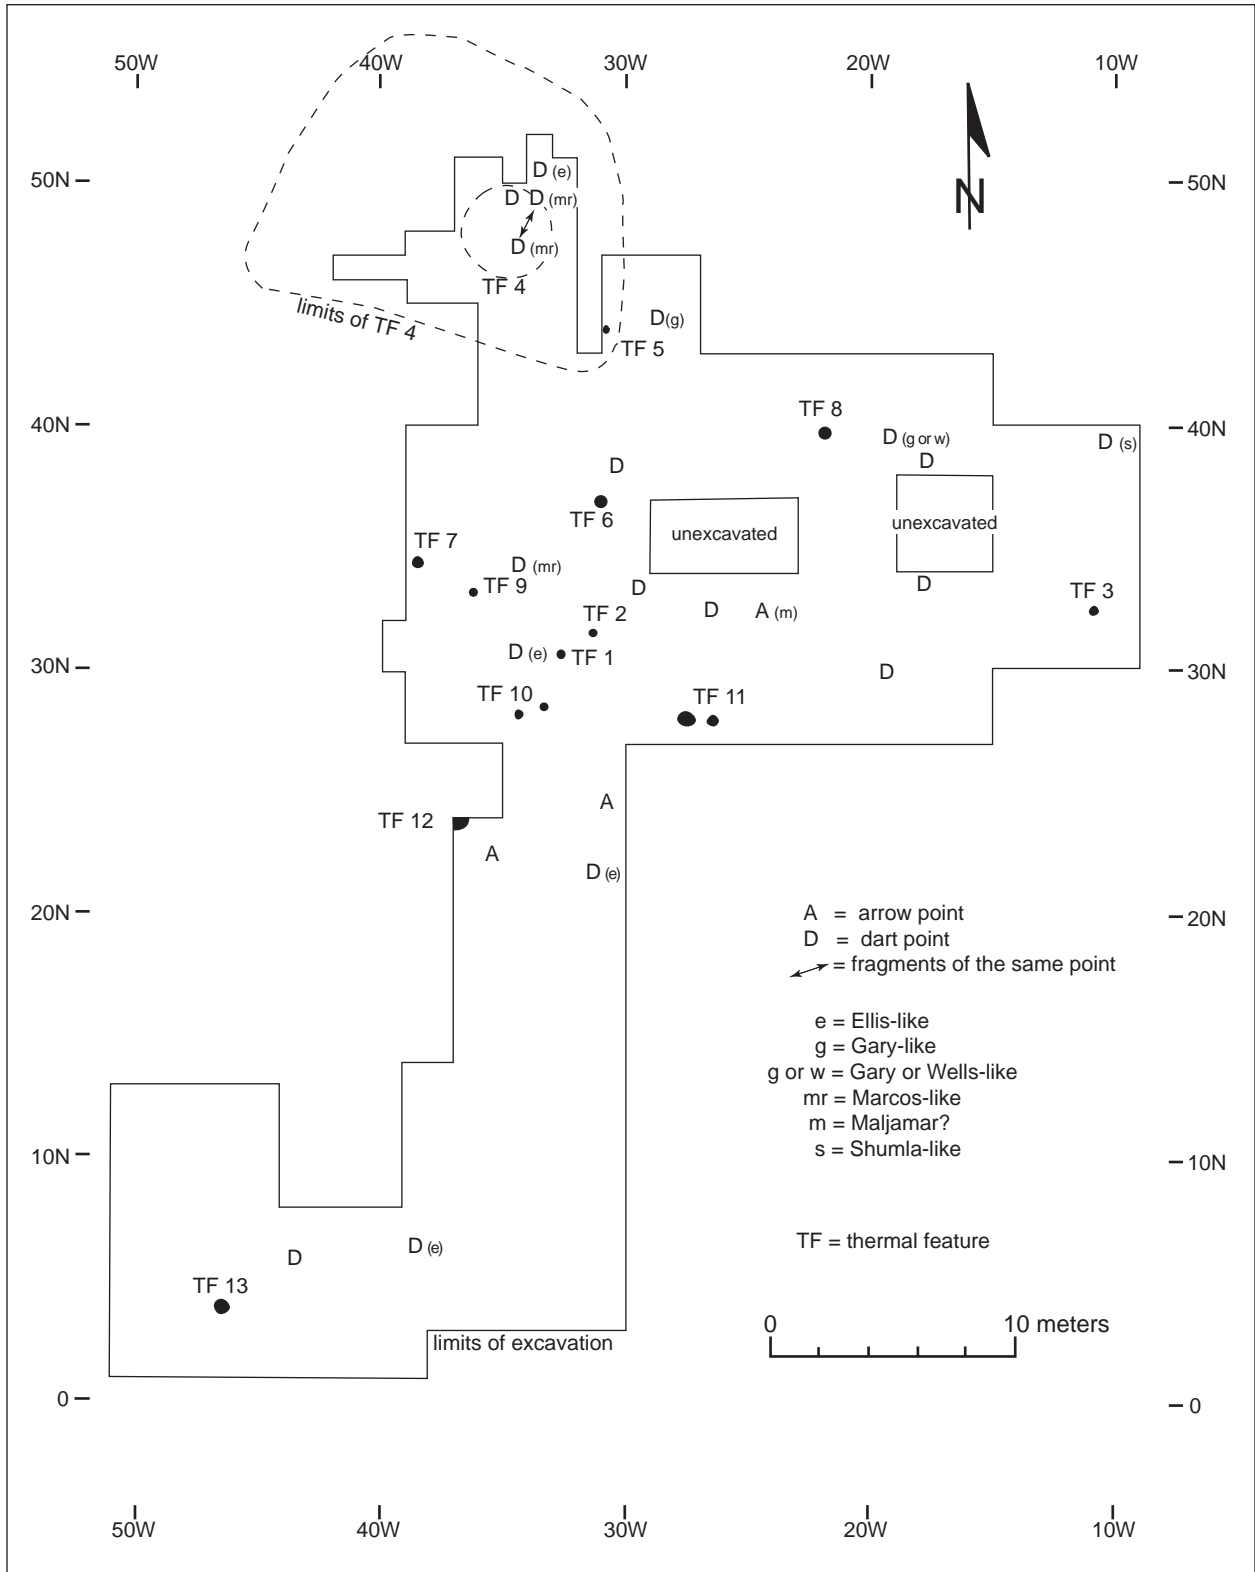 50W 40W 30W 20W 10W
N
50N 50N
D (e)
D D (mr)
D (mr)
TF 4
limits of TF 4
D(g)
TF 5
TF 8
40N 40N
D (g or w)
D (s)
D
D
TF 6
unexcavated
unexcavated
TF 7
D (mr)
TF 9
D
D
TF 3
TF 2
D
A (m)
D (e)
TF 1
30N 30N
D
TF 10
TF 11
A
TF 12
A
D (e)
20N 20N
A = arrow point
D = dart point
= fragments of the same point
e = Ellis-like
g = Gary-like
g or w = Gary or Wells-like
mr = Marcos-like
m = Maljamar?
s = Shumla-like
10N 10N
TF = thermal feature
D
D (e)
TF 13
0 10 meters
limits of excavation
0 0
50W 40W 30W 20W 10W